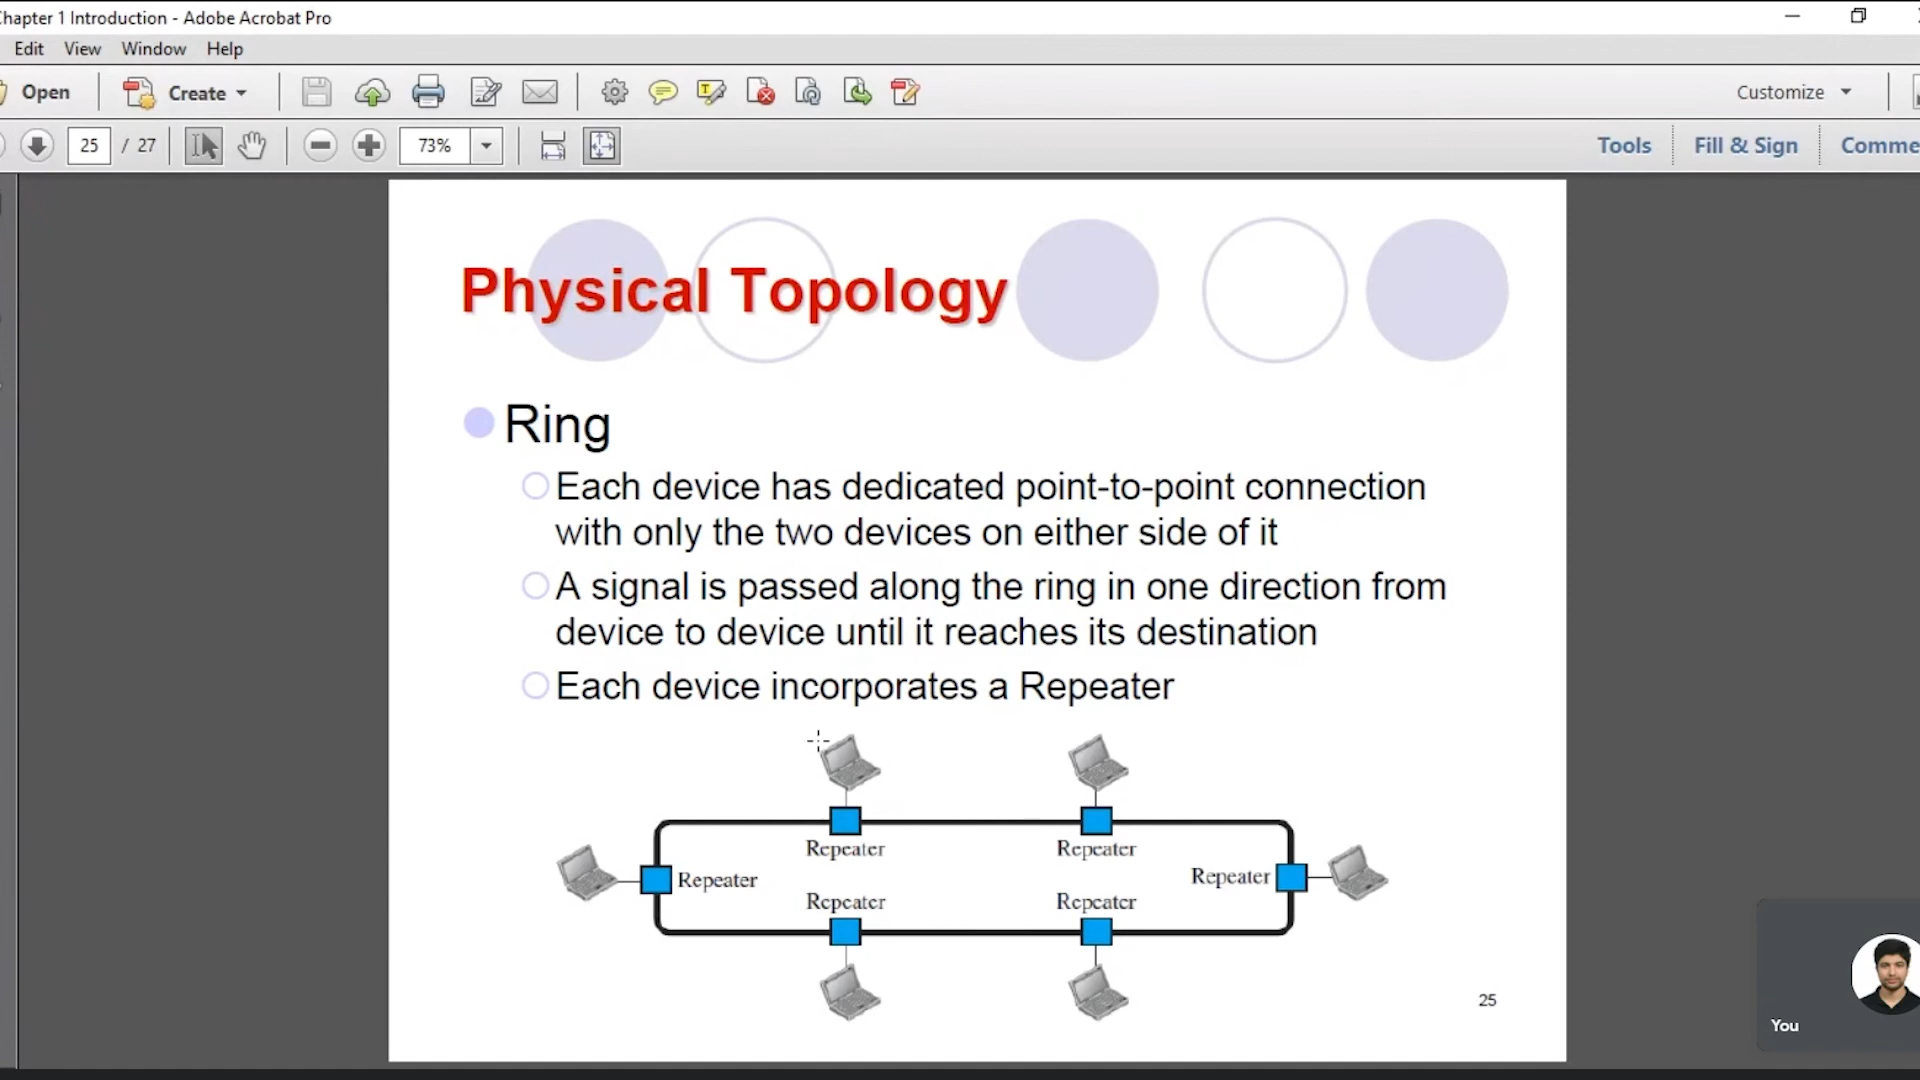 Chapter 1 Introduction - Adobe Acrobat Pro
Edit View Window Help
Open Create Customize
25 / 27 73% Tools Fill & Sign Comme
Physical Topology
Ring
Each device has dedicated point-to-point connection
with only the two devices on either side of it
A signal is passed along the ring in one direction from
device to device until it reaches its destination
Each device incorporates a Repeater
Repeater Repeater
Repeater Repeater
Repeater Repeater
25
You